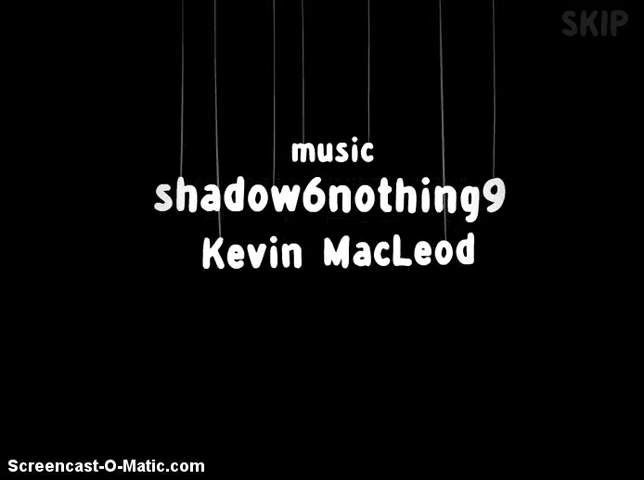 SKIP
music
shadow6nothing9
Kevin MacLeod
Screencast-O-Matic.com